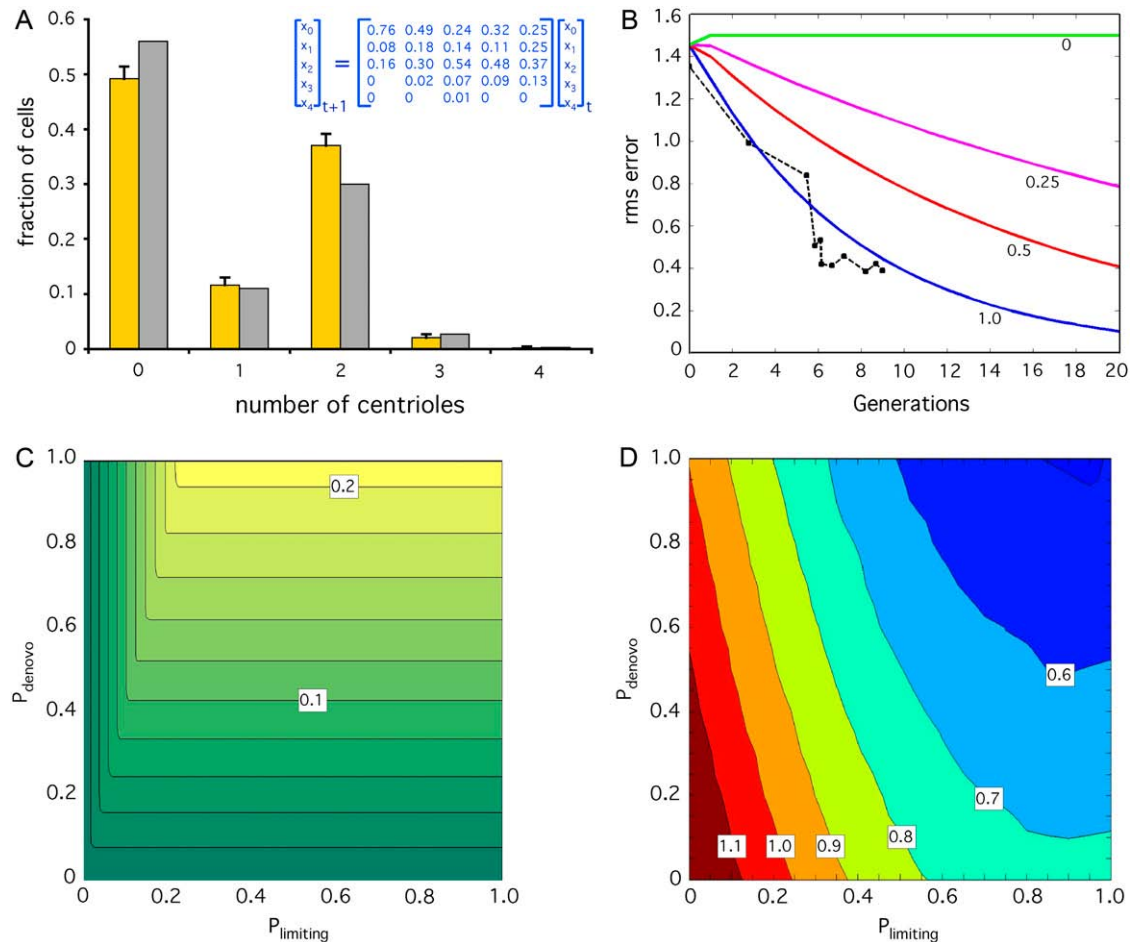 A
0.6
0.5
0.4
0.3
0.2
0.1
0
fraction of cells
0 1 2 3 4
number of centrioles
x0 0.76 0.49 0.24 0.32 0.25 x0
x1 0.08 0.18 0.14 0.11 0.25 x1
x2 = 0.16 0.30 0.54 0.48 0.37 x2
x3 0 0.02 0.07 0.09 0.13 x3
x4 t+1 0 0 0.01 0 0 x4 t
B
1.6
1.4
1.2
1.0
0.8
0.6
0.4
0.2
0
rms error
0
0.25
0.5
1.0
0 2 4 6 8 10 12 14 16 18 20
Generations
C
1.0
0.8
0.6
0.4
0.2
0
Pdenovo
0.2
0.1
0 0.2 0.4 0.6 0.8 1.0
Plimiting
D
1.0
0.8
0.6
0.4
0.2
0
Pdenovo
0.6
0.7
0.8
0.9
1.0
1.1
0 0.2 0.4 0.6 0.8 1.0
Plimiting